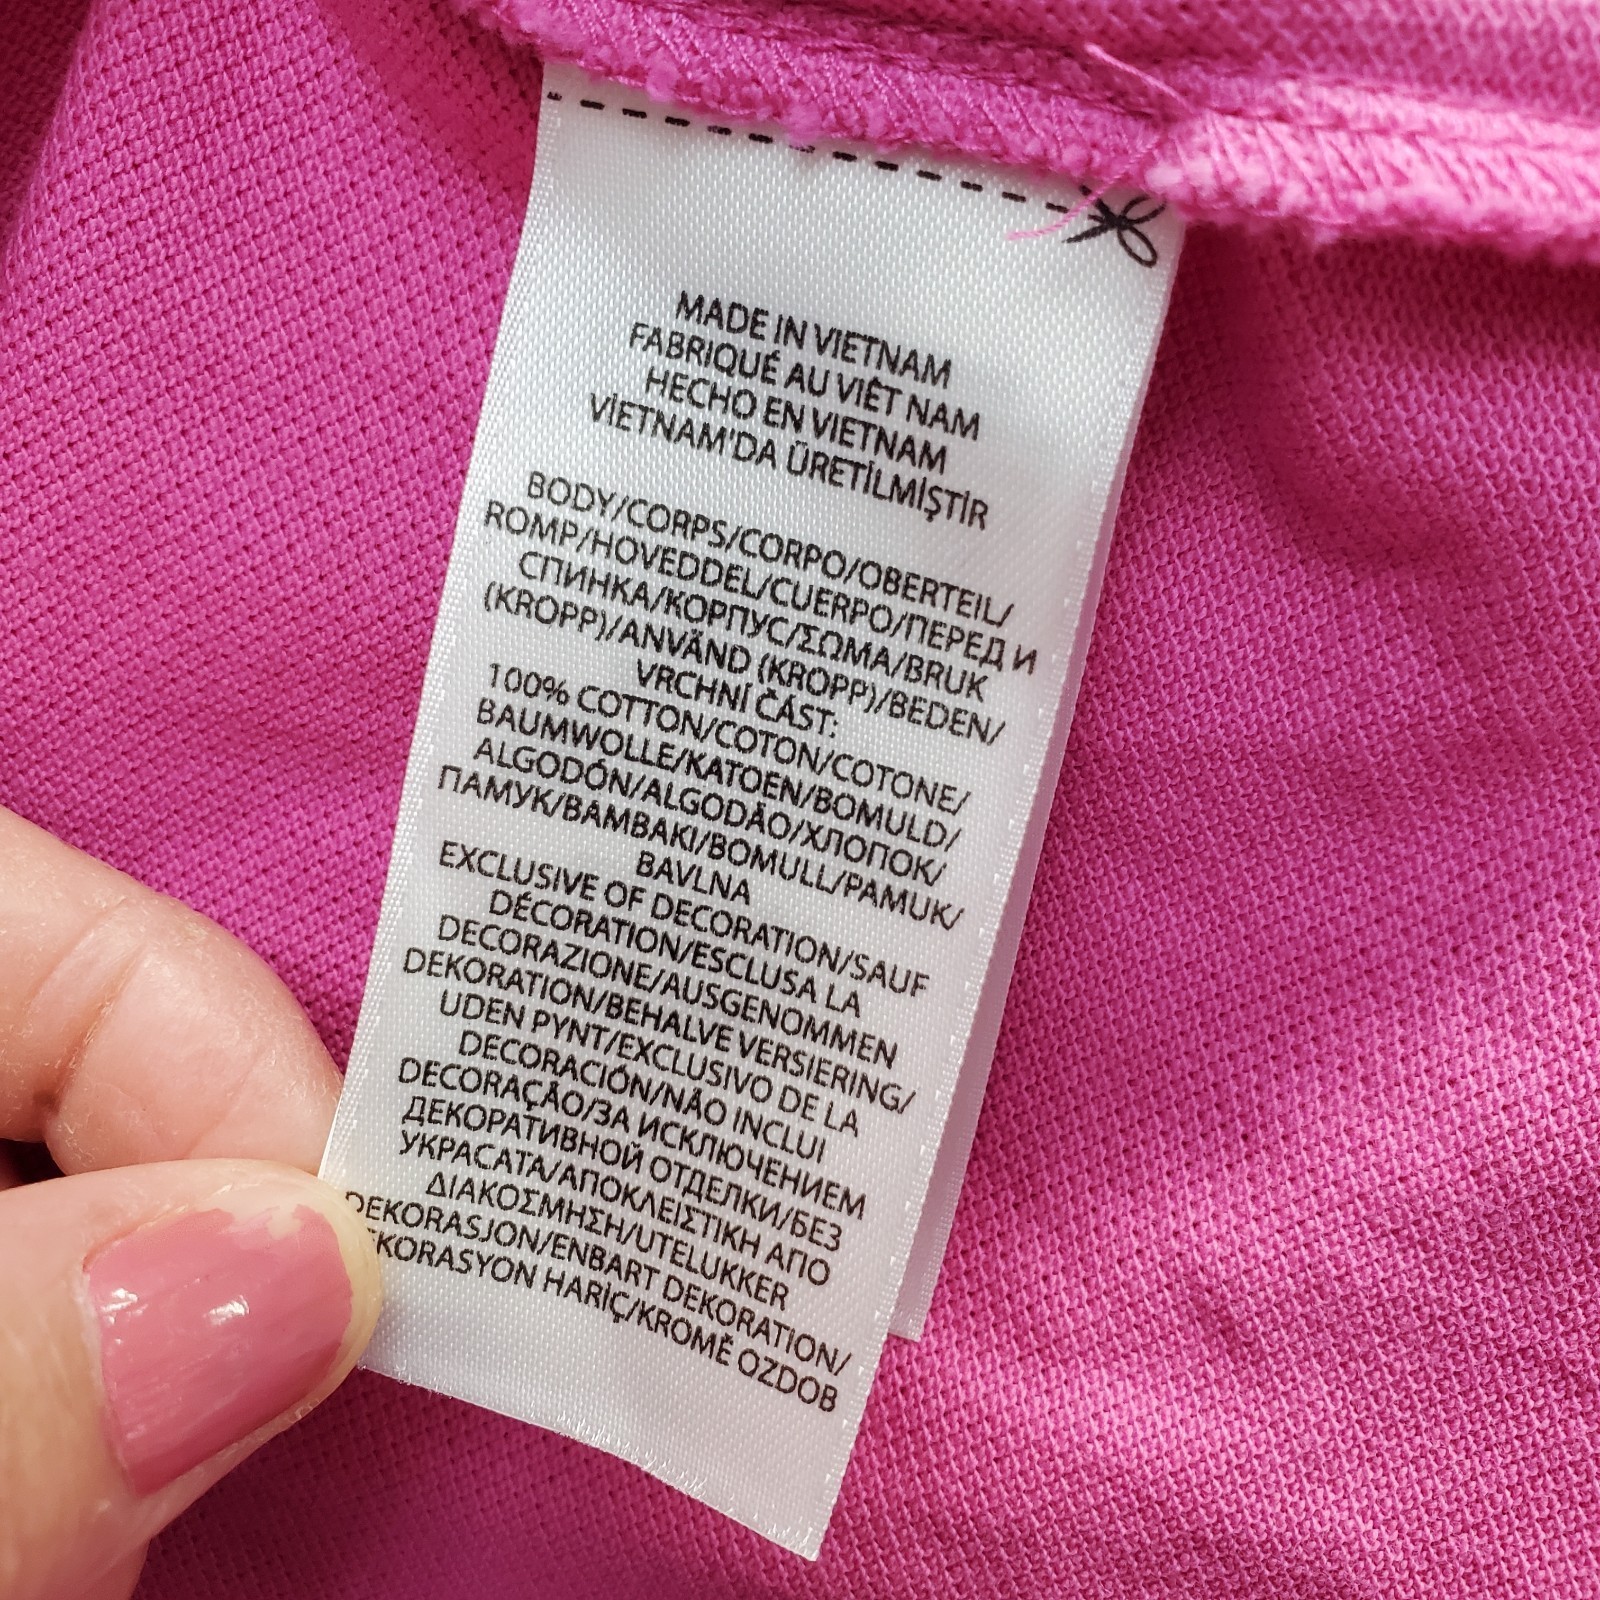 MADE IN VIETNAM
FABRIQUÉ AU VIÊT NAM
HECHO EN VIETNAM
VİETNAM'DA ÜRETİLMİŞTİR
BODY/CORPS/CORPO/OBERTEIL/
ROMP/HOVEDDEL/CUERPO/ПЕРЕД И
СПИНКА/КОРПУС/ΣΩΜΑ/BRUK
(KROPP)/ANVÄND (KROPP)/BEDEN/
VRCHNÍ ČÁST:
100% COTTON/COTON/COTONE/
BAUMWOLLE/KATOEN/BOMULD/
ALGODÓN/ALGODÃO/ХЛОПОК/
ПАМУК/BAMBAKI/BOMULL/PAMUK/
BAVLNA
EXCLUSIVE OF DECORATION/SAUF
DÉCORATION/ESCLUSA LA
DECORAZIONE/AUSGENOMMEN
DEKORATION/BEHALVE VERSIERING/
UDEN PYNT/EXCLUSIVO DE LA
DECORACIÓN/NÃO INCLUI
DECORAÇÃO/ЗА ИСКЛЮЧЕНИЕМ
ДЕКОРАТИВНОЙ ОТДЕЛКИ/БЕЗ
УКРАСАТА/ΑΠΟΚΛΕΙΣΤΙΚΗ ΑΠΟ
ΔΙΑΚΟΣΜΗΣΗ/UTELUKKER
DEKORASJON/ENBART DEKORATION/
EKORASYON HARİÇ/KROMĚ OZDOB